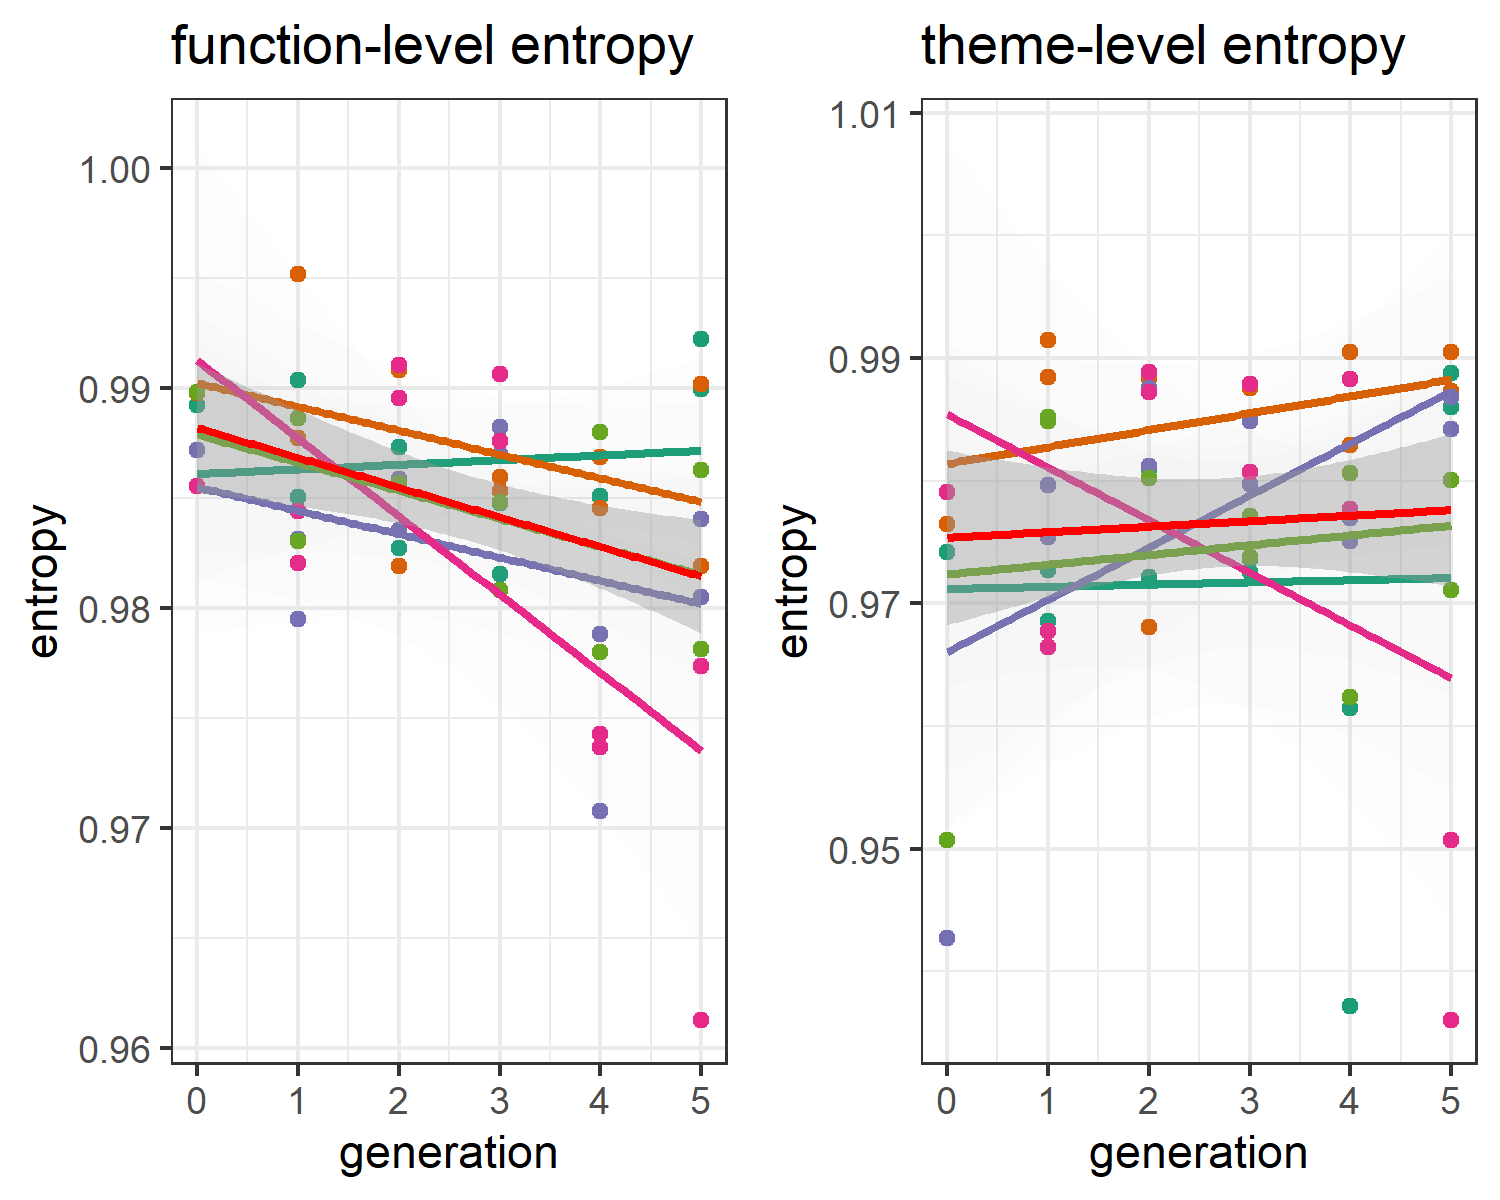 function-level entropy
entropy
1.00
0.99
0.98
0.97
0.96
0 1 2 3 4 5
generation
theme-level entropy
entropy
1.01
0.99
0.97
0.95
0 1 2 3 4 5
generation